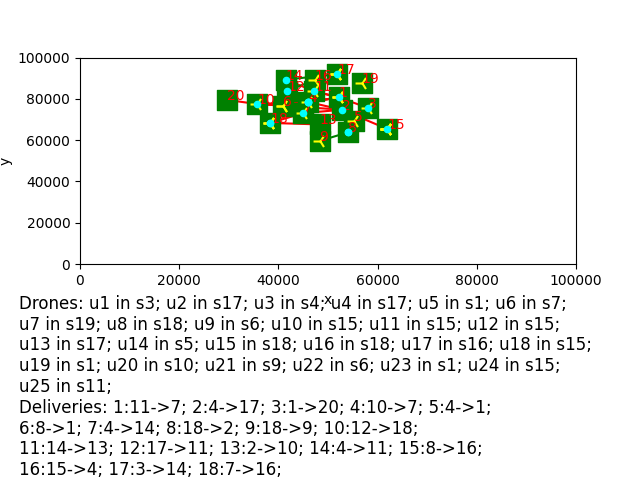 100000
80000
60000
40000
20000
0
y
0 20000 40000 60000 80000 100000
x
20
17
19
15
Drones: u1 in s3; u2 in s17; u3 in s4; u4 in s17; u5 in s1; u6 in s7;
u7 in s19; u8 in s18; u9 in s6; u10 in s15; u11 in s15; u12 in s15;
u13 in s17; u14 in s5; u15 in s18; u16 in s18; u17 in s16; u18 in s15;
u19 in s1; u20 in s10; u21 in s9; u22 in s6; u23 in s1; u24 in s15;
u25 in s11;
Deliveries: 1:11->7; 2:4->17; 3:1->20; 4:10->7; 5:4->1;
6:8->1; 7:4->14; 8:18->2; 9:18->9; 10:12->18;
11:14->13; 12:17->11; 13:2->10; 14:4->11; 15:8->16;
16:15->4; 17:3->14; 18:7->16;